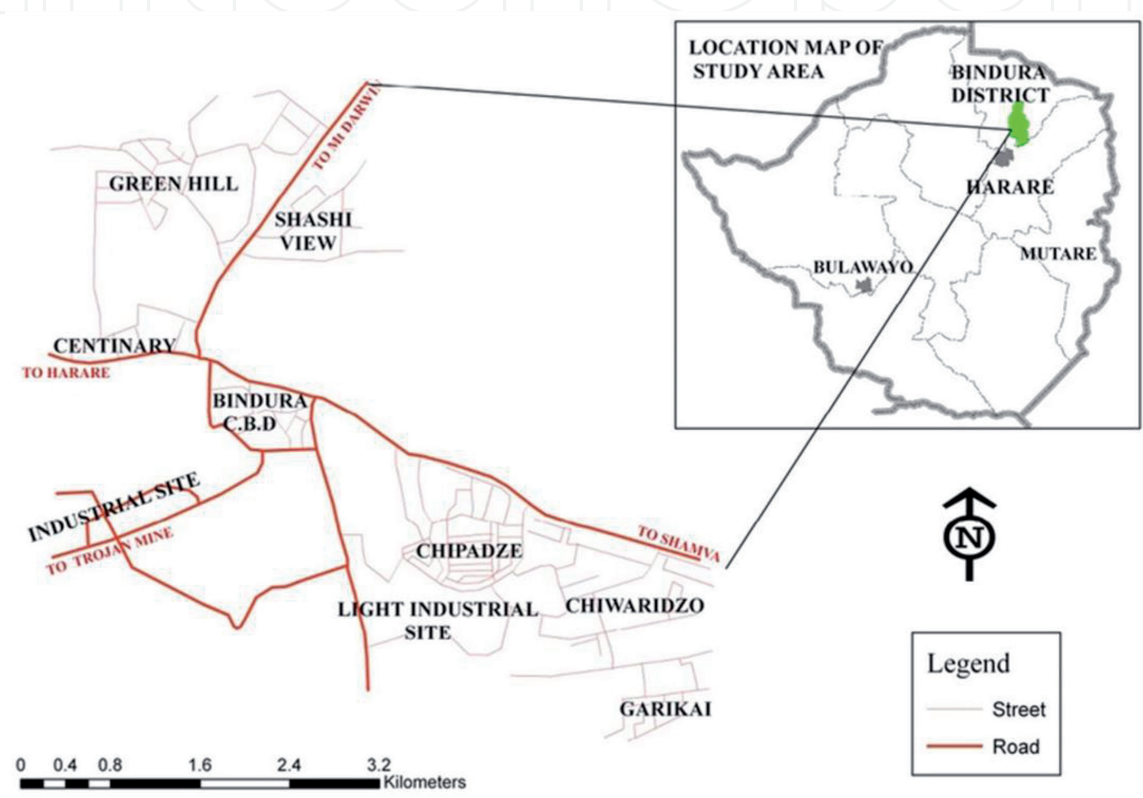 LOCATION MAP OF
STUDY AREA
BINDURA
DISTRICT
HARARE
MUTARE
BULAWAYO
TO Mt DARWIN
GREEN HILL
SHASHI
VIEW
CENTINARY
TO HARARE
BINDURA
C.B.D
INDUSTRIAL SITE
TO TROJAN MINE
CHIPADZE
TO SHAMVA
LIGHT INDUSTRIAL
SITE
CHIWARIDZO
GARIKAI
N
Legend
Street
Road
0 0.4 0.8 1.6 2.4 3.2
Kilometers